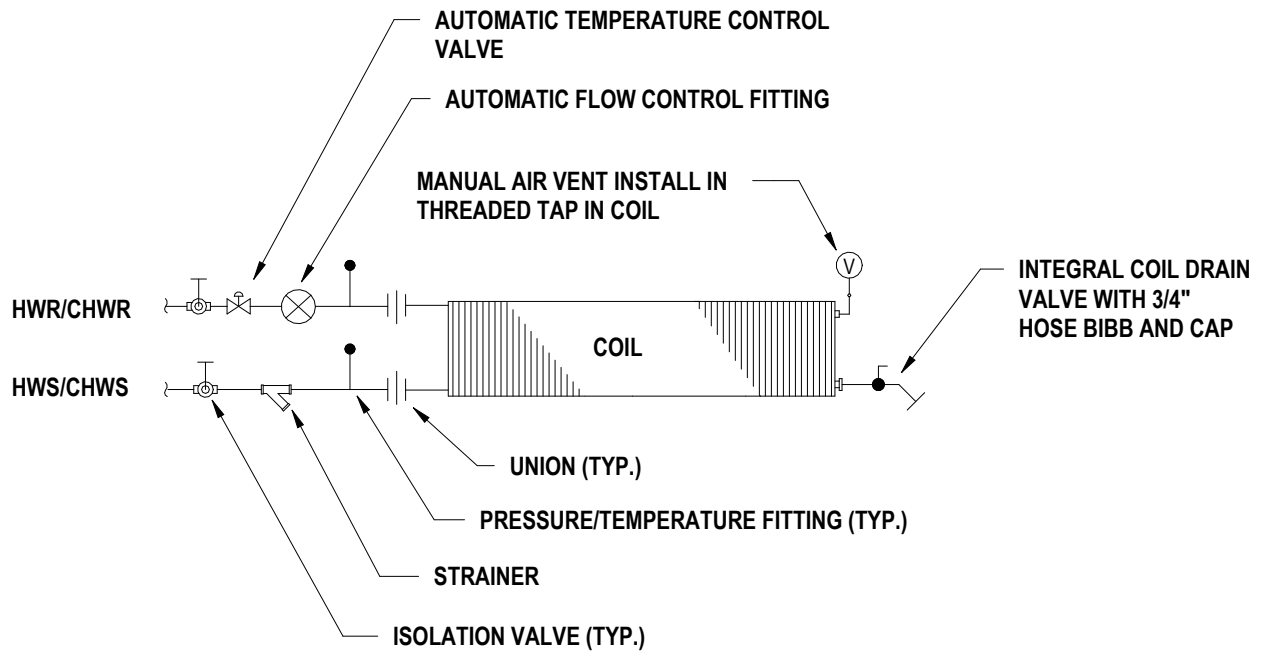 AUTOMATIC TEMPERATURE CONTROL
VALVE
AUTOMATIC FLOW CONTROL FITTING
MANUAL AIR VENT INSTALL IN
THREADED TAP IN COIL
V
INTEGRAL COIL DRAIN
VALVE WITH 3/4"
HOSE BIBB AND CAP
HWR/CHWR
COIL
HWS/CHWS
UNION (TYP.)
PRESSURE/TEMPERATURE FITTING (TYP.)
STRAINER
ISOLATION VALVE (TYP.)